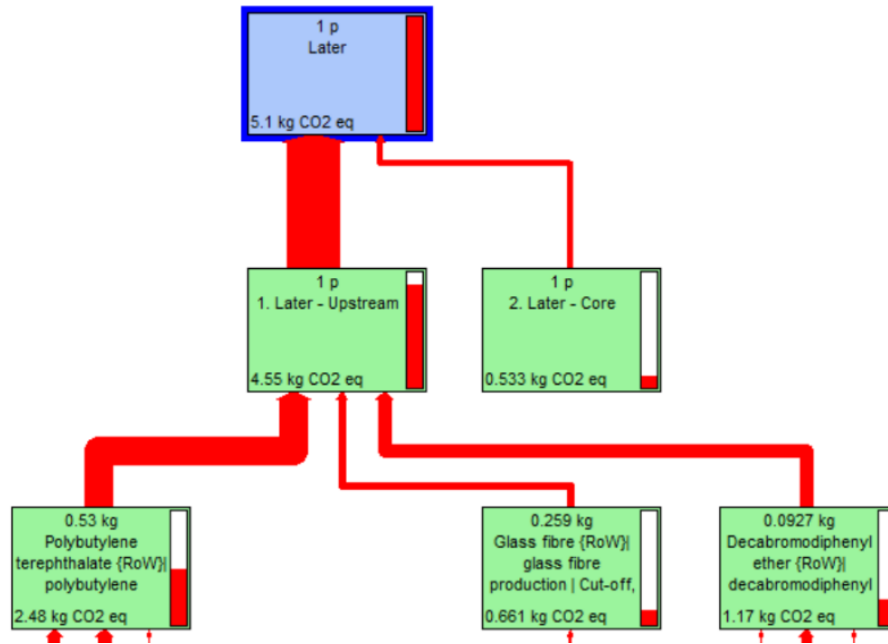 1 p
Later
5.1 kg CO2 eq
1 p
1. Later - Upstream
4.55 kg CO2 eq
1 p
2. Later - Core
0.533 kg CO2 eq
0.53 kg
Polybutylene
terephthalate {RoW}|
polybutylene
2.48 kg CO2 eq
0.259 kg
Glass fibre {RoW}|
glass fibre
production | Cut-off,
0.661 kg CO2 eq
0.0927 kg
Decabromodiphenyl
ether {RoW}|
decabromodiphenyl
1.17 kg CO2 eq